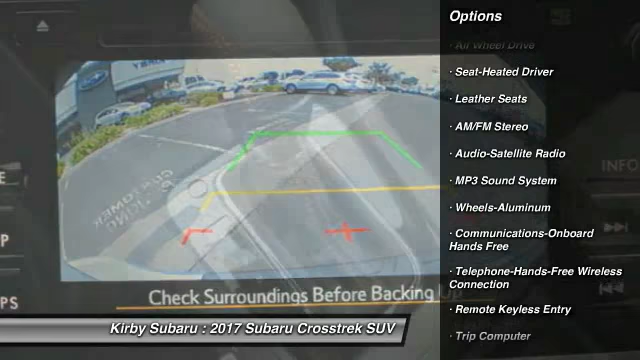 Options
· All Wheel Drive
· Seat-Heated Driver
· Leather Seats
· AM/FM Stereo
· Audio-Satellite Radio
· MP3 Sound System
· Wheels-Aluminum
· Communications-Onboard
Hands Free
· Telephone-Hands-Free Wireless
Connection
· Remote Keyless Entry
· Trip Computer
INFO
CUSTOMER
Check Surroundings Before Backing Up
Kirby Subaru : 2017 Subaru Crosstrek SUV